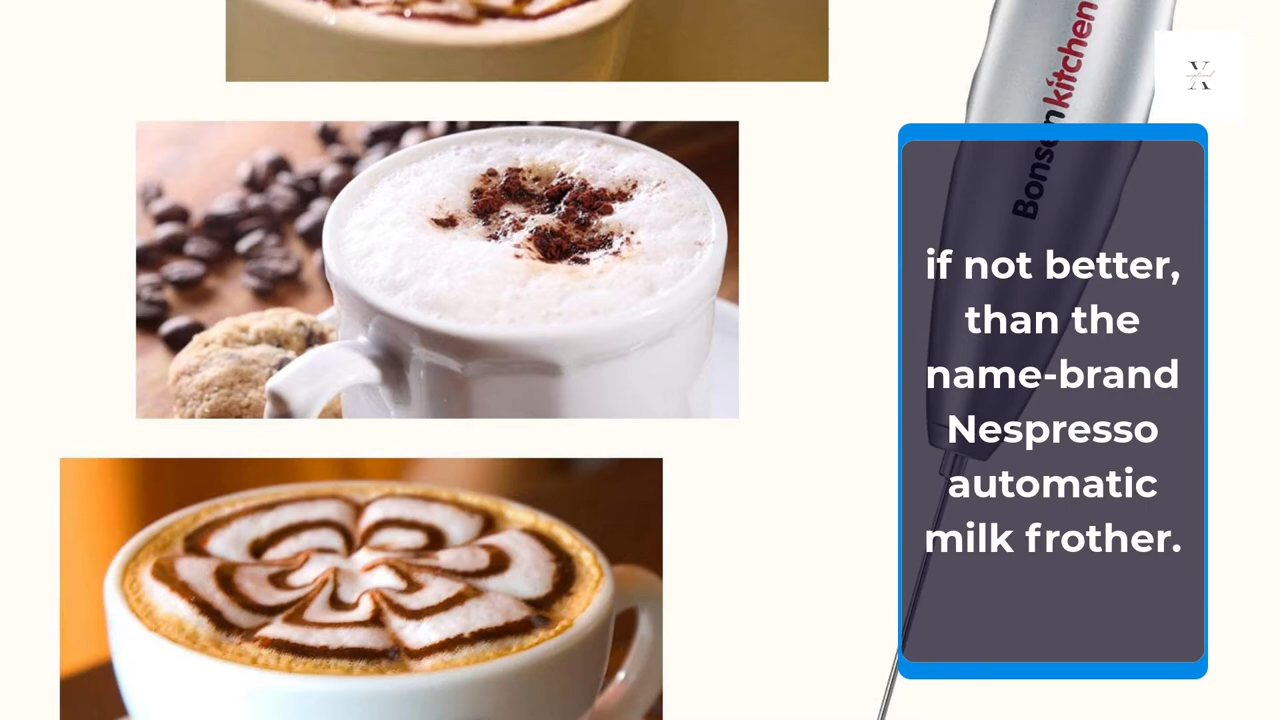 Bonsenkitchen
X
if not better,
than the
name-brand
Nespresso
automatic
milk frother.